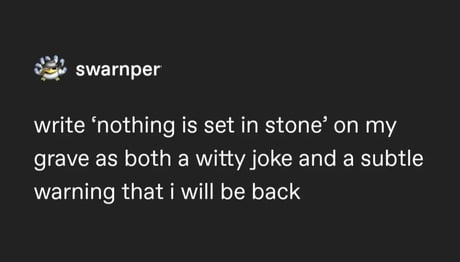 swarnper
write ‘nothing is set in stone’ on my
grave as both a witty joke and a subtle
warning that i will be back